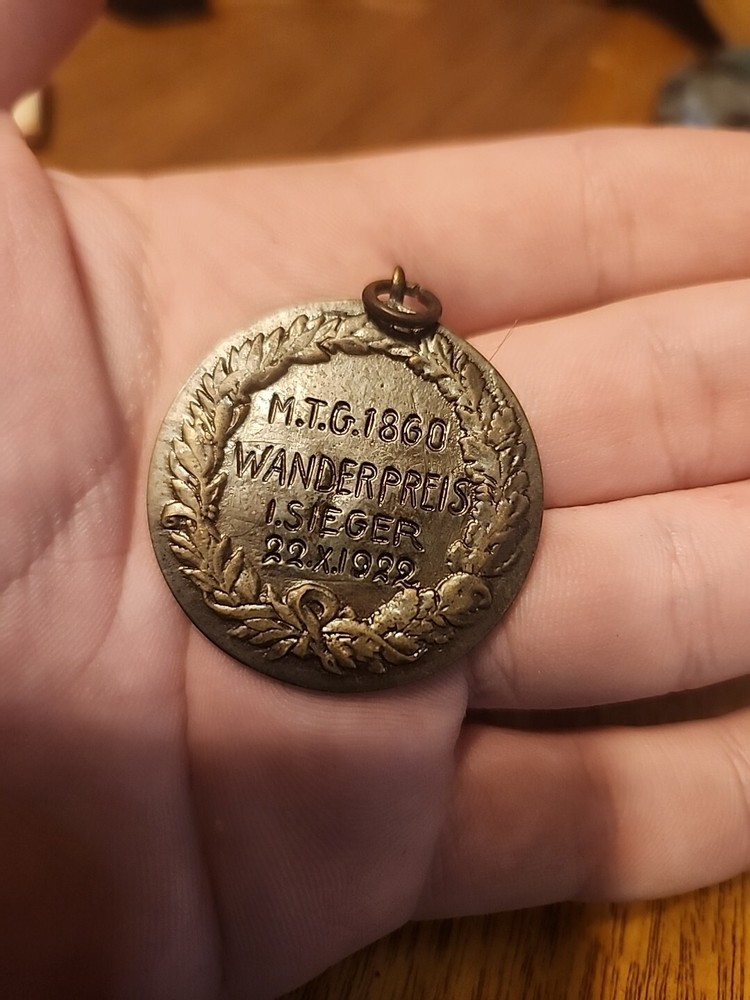 M.T.G.1860
WANDERPREIS
I.SIEGER
22.X.1922